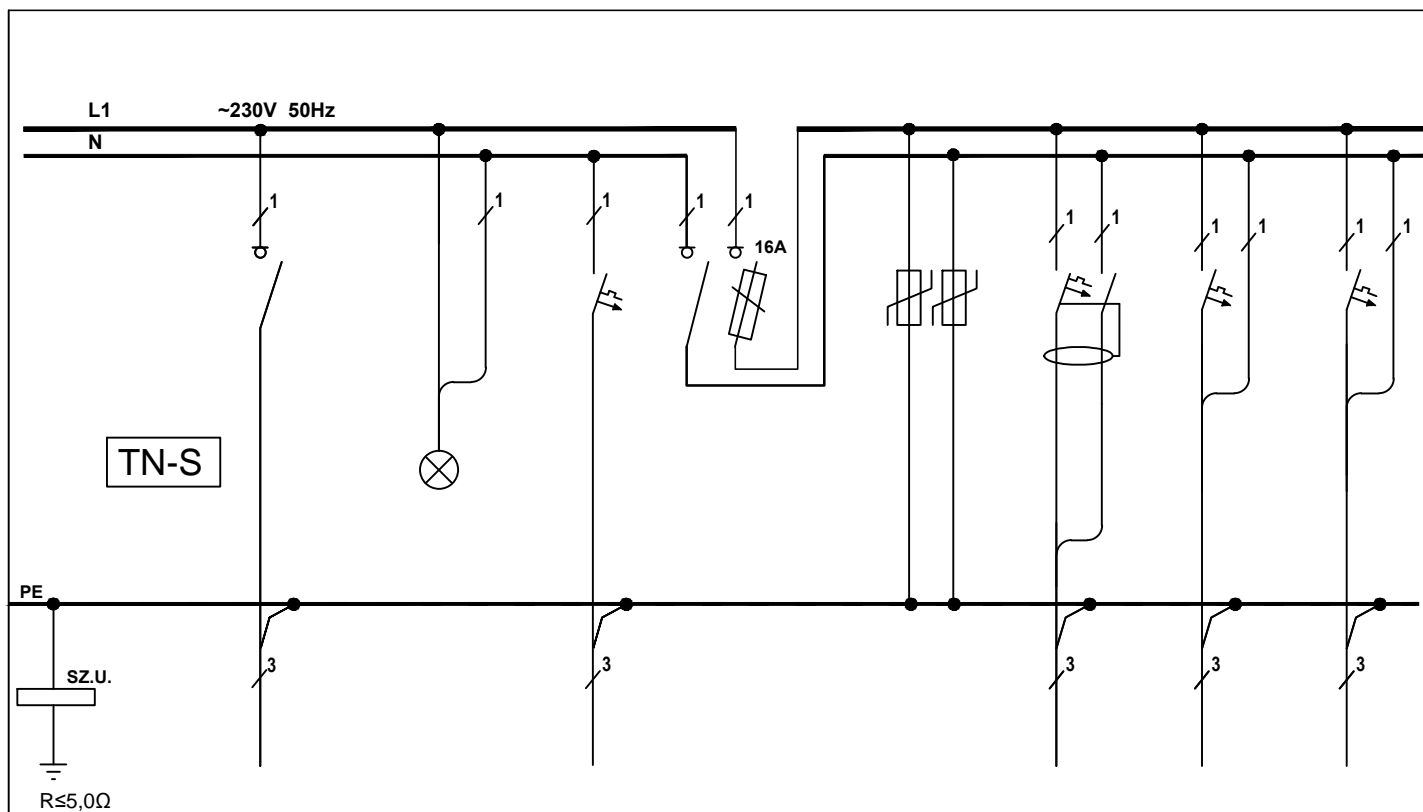 L1 ~230V 50Hz
N
1 1 1 1 1
16A
1 1 1 1 1 1
TN-S
PE
SZ.U.
3 3 3 3 3
R≤5,0Ω